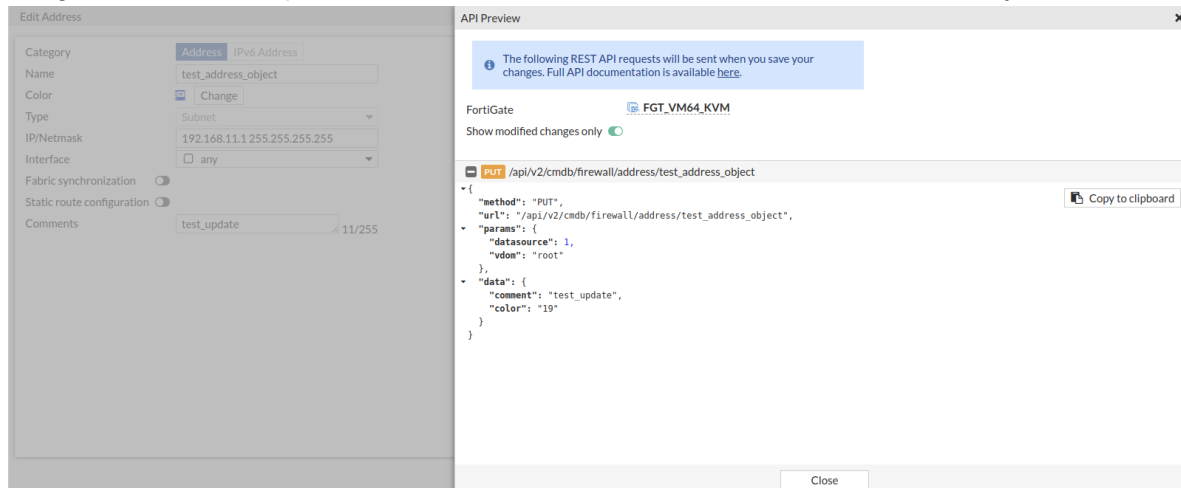 Edit Address
Category Address IPv6 Address
Name test_address_object
Color Change
Type Subnet
IP/Netmask 192.168.11.1 255.255.255.255
Interface any
Fabric synchronization
Static route configuration
Comments test_update 11/255
API Preview
The following REST API requests will be sent when you save your
changes. Full API documentation is available here.
FortiGate FGT_VM64_KVM
Show modified changes only
PUT /api/v2/cmdb/firewall/address/test_address_object
Copy to clipboard
{
"method": "PUT",
"url": "/api/v2/cmdb/firewall/address/test_address_object",
"params": {
"datasource": 1,
"vdom": "root"
},
"data": {
"comment": "test_update",
"color": "19"
}
}
Close